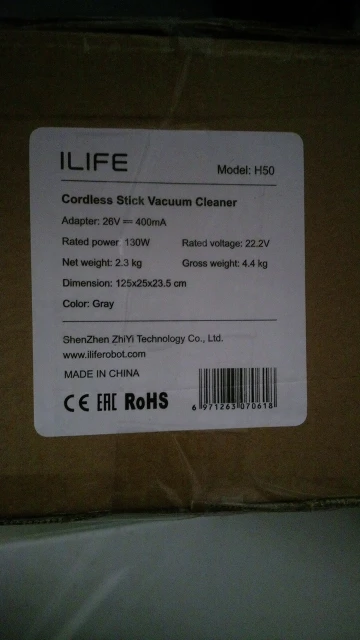 ILIFE
Model: H50
Cordless Stick Vacuum Cleaner
Adapter: 26V ⎓ 400mA
Rated power 130W Rated voltage: 22.2V
Net weight: 2.3 kg Gross weight: 4.4 kg
Dimension: 125x25x23.5 cm
Color: Gray
ShenZhen ZhiYi Technology Co., Ltd.
www.iliferobot.com
MADE IN CHINA
CE EAC RoHS
6 971263 070618